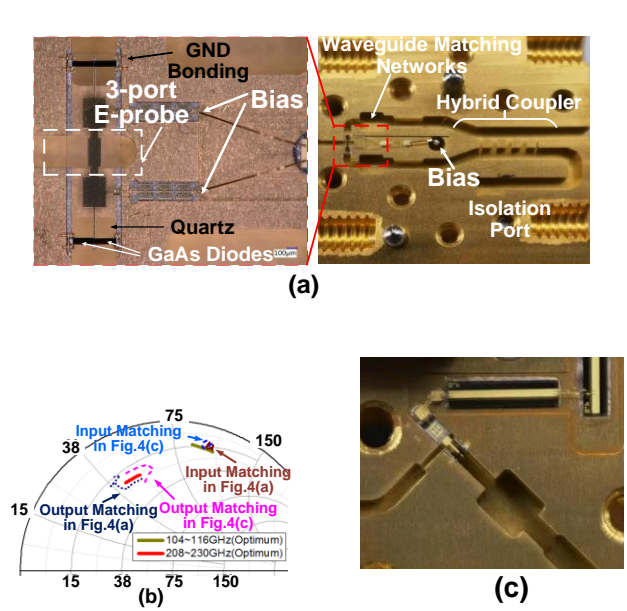 GND
Bonding
3-port
E-probe
Bias
Quartz
GaAs Diodes
100μm
Waveguide Matching
Networks
Hybrid Coupler
Bias
Isolation
Port
(a)
75
Input Matching
in Fig.4(c)
150
38
Input Matching
in Fig.4(a)
Output Matching
in Fig.4(a)
Output Matching
in Fig.4(c)
15
104~116GHz(Optimum)
208~230GHz(Optimum)
15 38 75 150
(b)
(c)